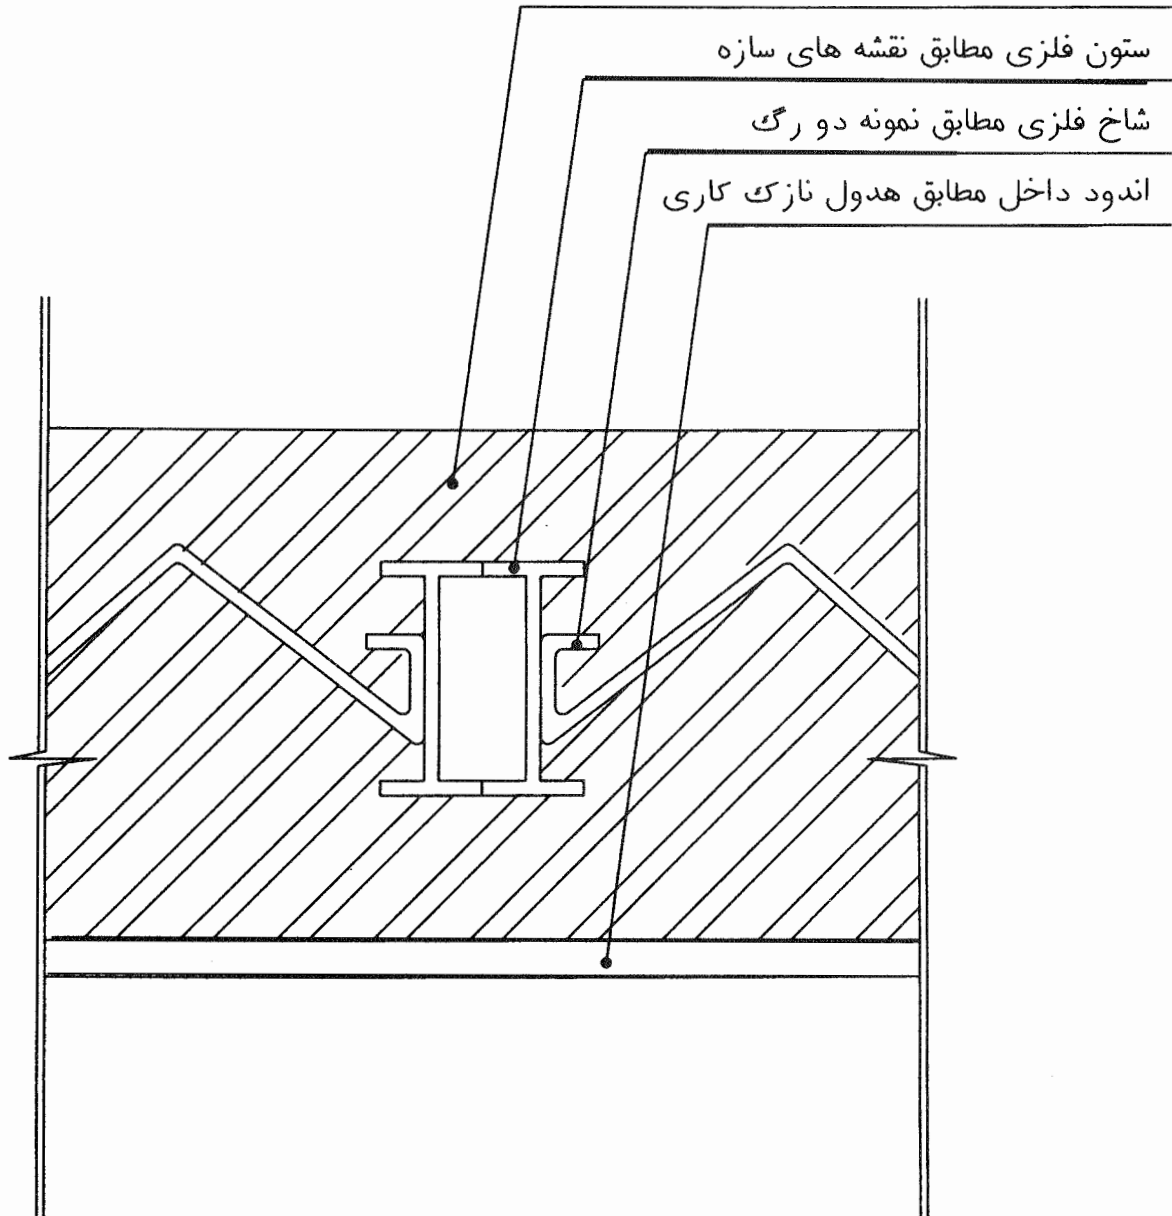 ستون فلزی مطابق نقشه های سازه
شاخ فلزی مطابق نمونه دو رگ
اندود داخل مطابق هدول نازک کاری